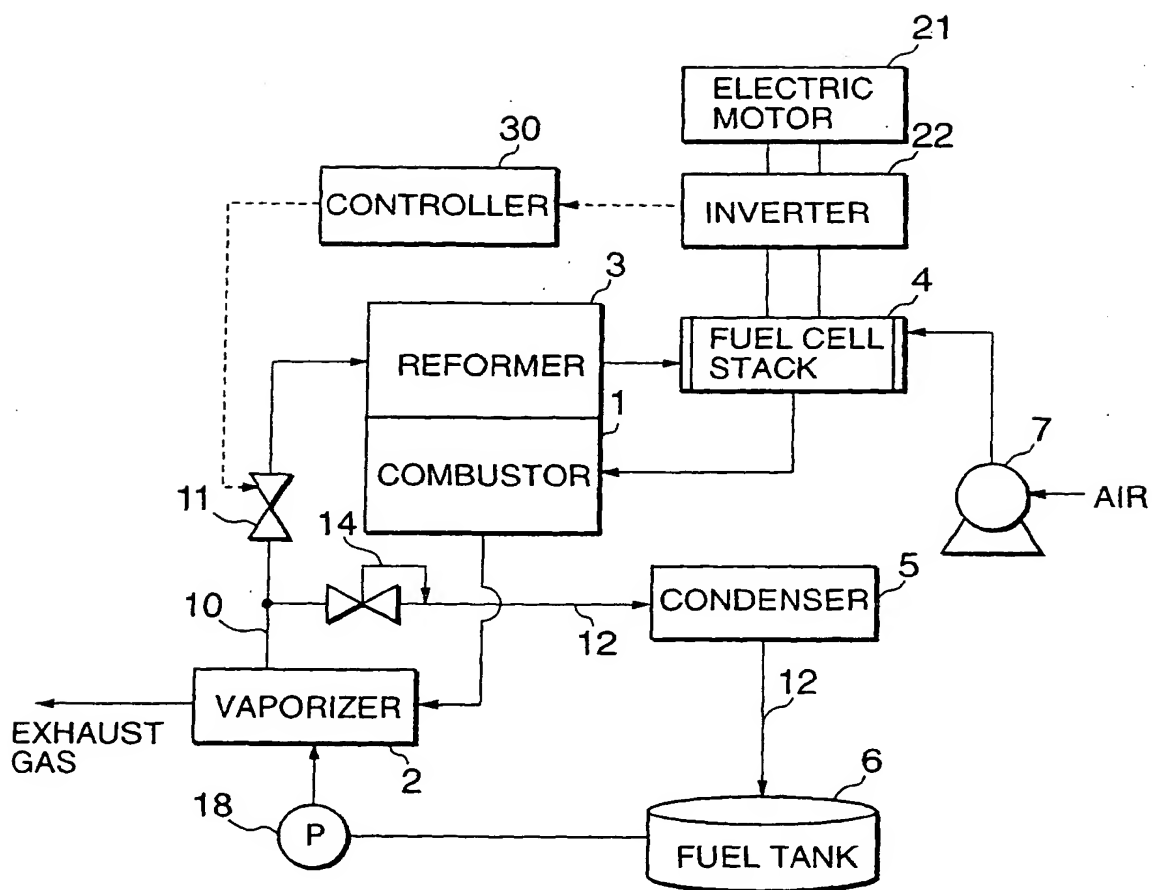 21
ELECTRIC
MOTOR
22
30
CONTROLLER
INVERTER
3
4
REFORMER
FUEL CELL
STACK
1
COMBUSTOR
7
AIR
11
14
5
CONDENSER
10
12
VAPORIZER
12
EXHAUST
GAS
2
6
18
P
FUEL TANK